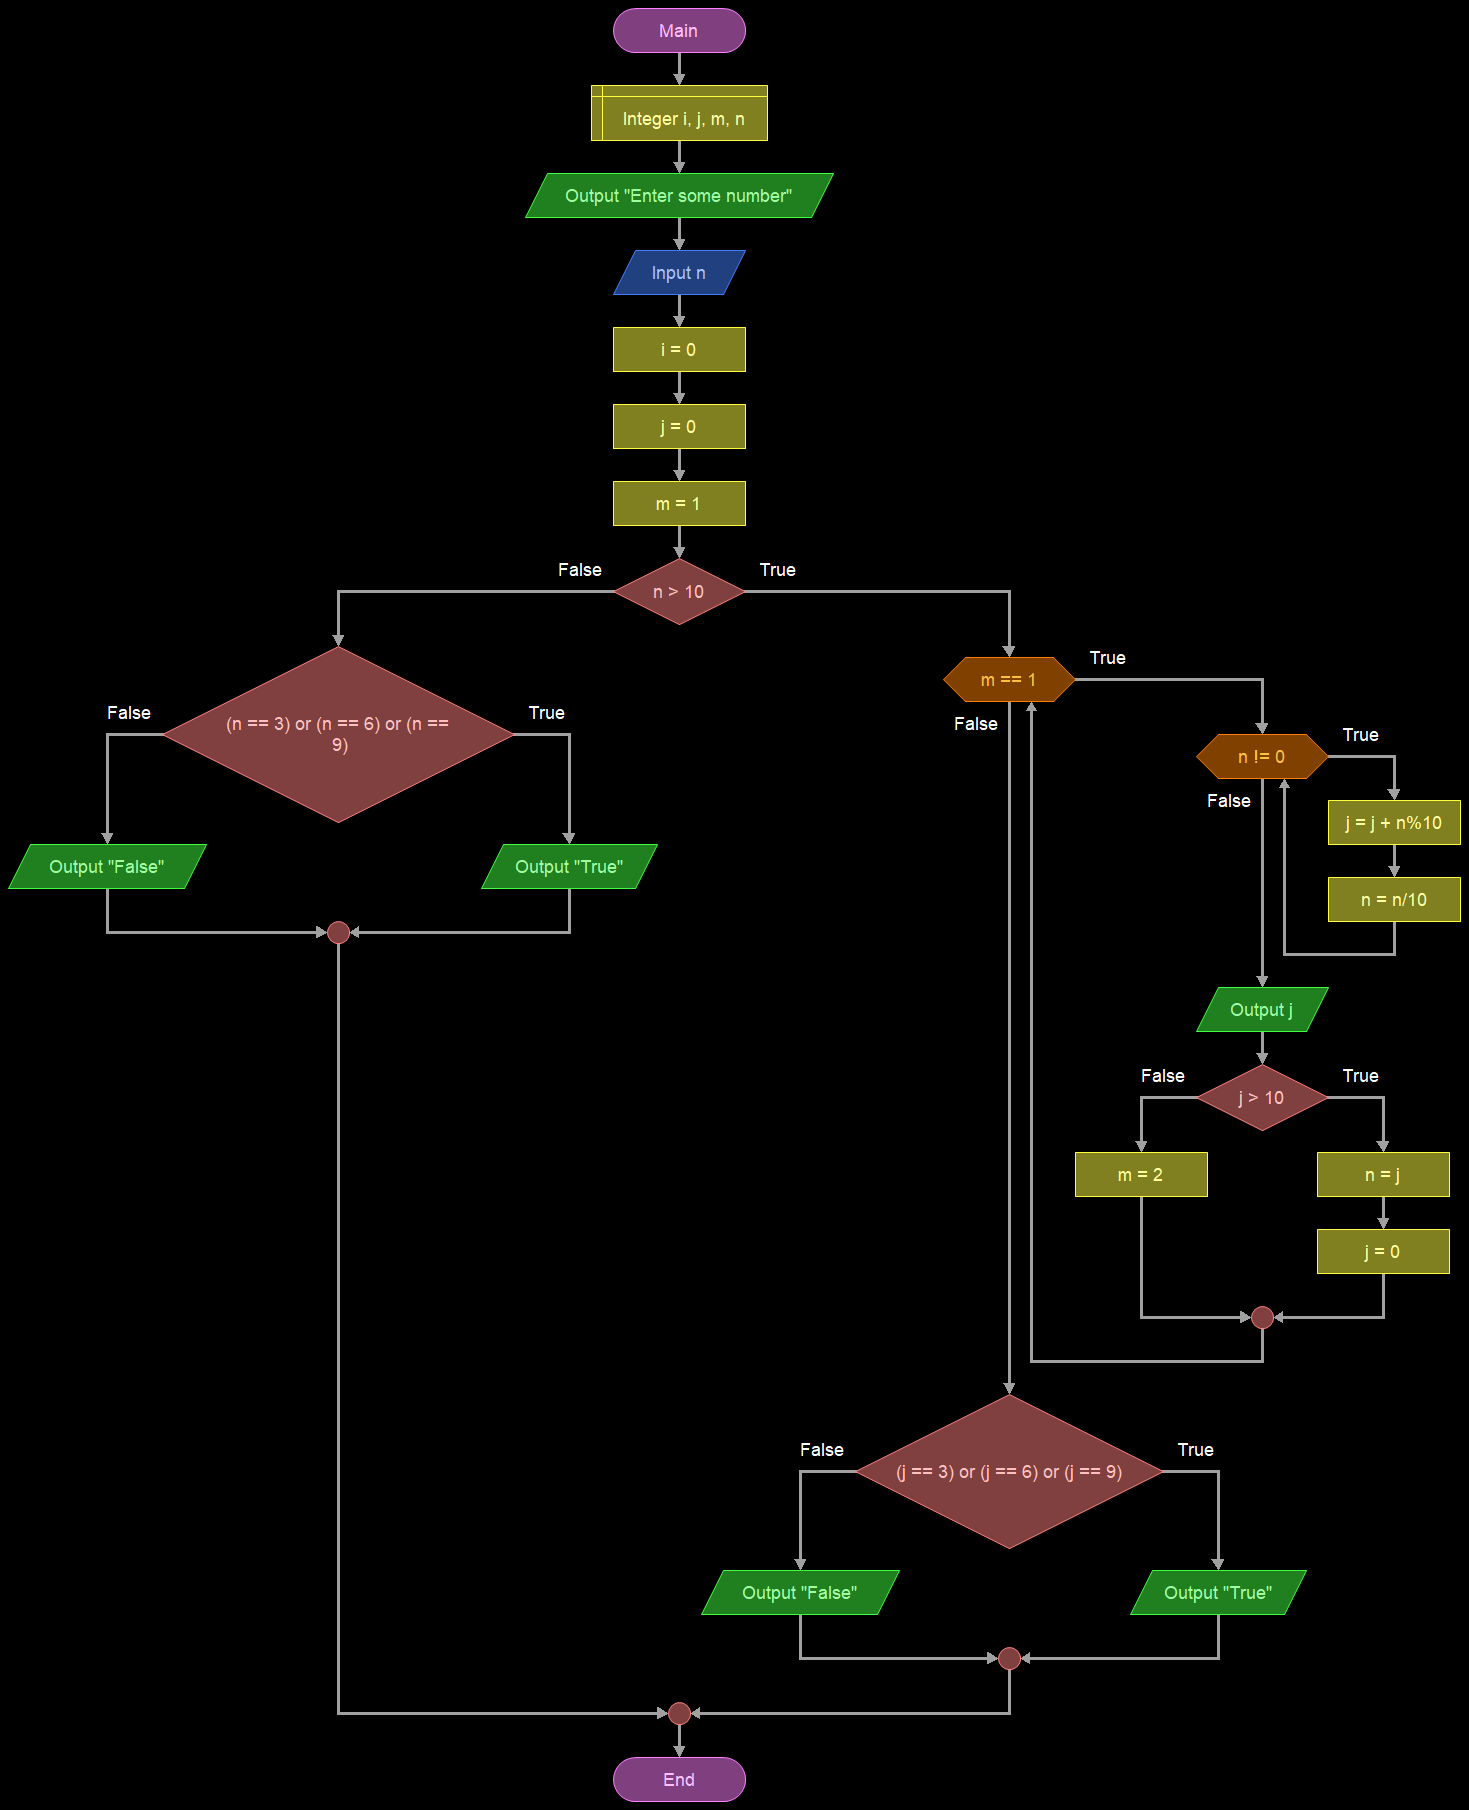 Main
Integer i, j, m, n
Output "Enter some number"
Input n
i = 0
j = 0
m = 1
False
True
n > 10
True
m == 1
False
False
True
(n == 3) or (n == 6) or (n ==
9)
True
n != 0
False
j = j + n%10
Output "False"
Output "True"
n = n/10
Output j
False
True
j > 10
m = 2
n = j
j = 0
False
True
(j == 3) or (j == 6) or (j == 9)
Output "False"
Output "True"
End